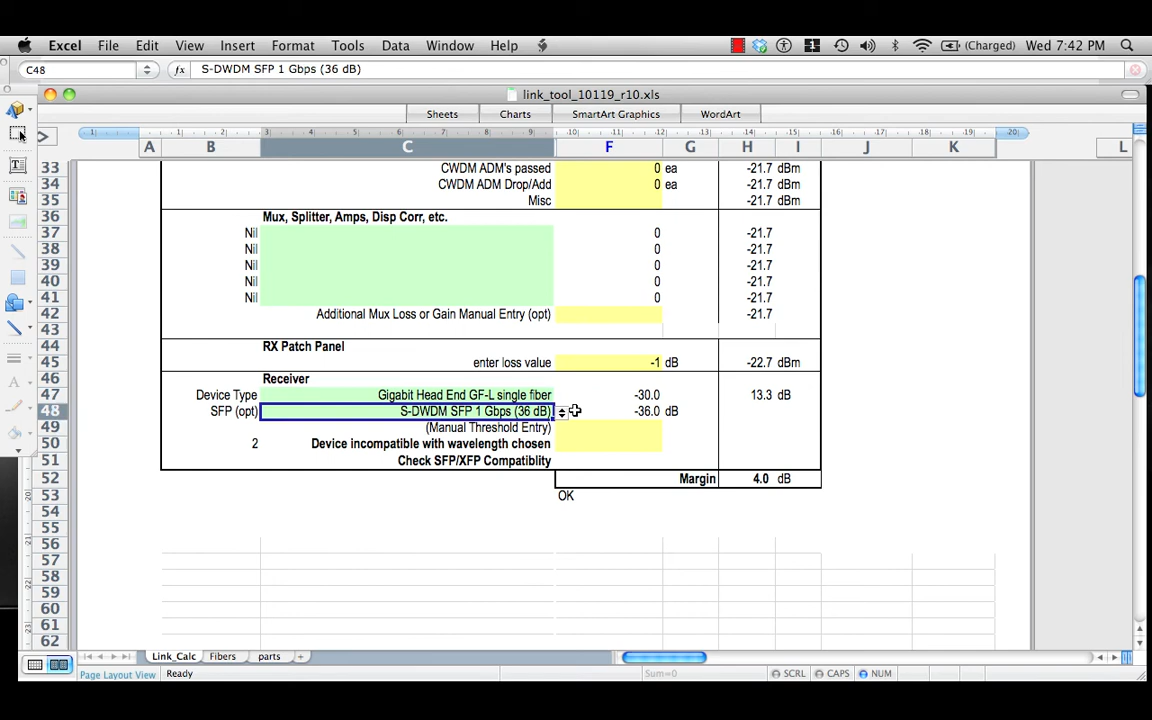 Excel File Edit View Insert Format Tools Data Window Help (Charged) Wed 7:42 PM
C48 fx S-DWDM SFP 1 Gbps (36 dB)
link_tool_10119_r10.xls
Sheets Charts SmartArt Graphics WordArt
A B C F G H I J K L
33 CWDM ADM's passed 0 ea -21.7 dBm
34 CWDM ADM Drop/Add 0 ea -21.7 dBm
35 Misc -21.7 dBm
36 Mux, Splitter, Amps, Disp Corr, etc.
37 Nil 0 -21.7
38 Nil 0 -21.7
39 Nil 0 -21.7
40 Nil 0 -21.7
41 Nil 0 -21.7
42 Additional Mux Loss or Gain Manual Entry (opt) -21.7
43
44 RX Patch Panel
45 enter loss value -1 dB -22.7 dBm
46 Receiver
47 Device Type Gigabit Head End GF-L single fiber -30.0 13.3 dB
48 SFP (opt) S-DWDM SFP 1 Gbps (36 dB) -36.0 dB
49 (Manual Threshold Entry)
50 2 Device incompatible with wavelength chosen
51 Check SFP/XFP Compatiblity
52 Margin 4.0 dB
53 OK
54
55
56
57
58
59
60
61
62
Link_Calc Fibers parts
Page Layout View Ready Sum=0 SCRL CAPS NUM